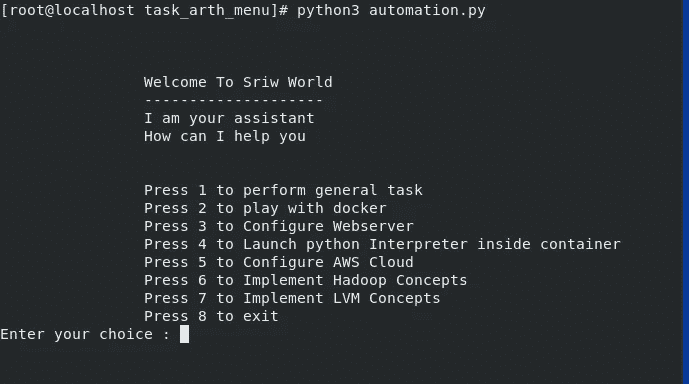 [root@localhost task_arth_menu]# python3 automation.py
Welcome To Sriw World
--------------------
I am your assistant
How can I help you
Press 1 to perform general task
Press 2 to play with docker
Press 3 to Configure Webserver
Press 4 to Launch python Interpreter inside container
Press 5 to Configure AWS Cloud
Press 6 to Implement Hadoop Concepts
Press 7 to Implement LVM Concepts
Press 8 to exit
Enter your choice :